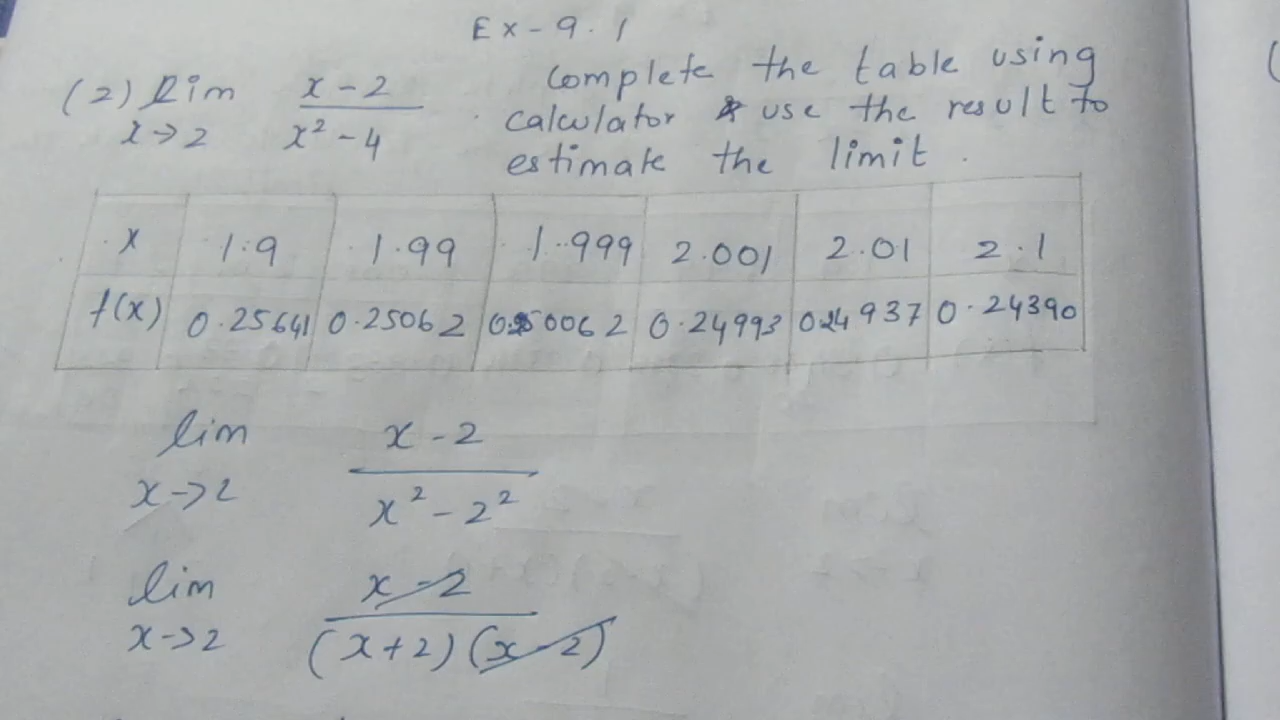 Ex - 9.1
(2) lim x→2 (x - 2)/(x² - 4) Complete the table using
calculator & use the result to
estimate the limit.
x 1.9 1.99 1.999 2.001 2.01 2.1
f(x) 0.25641 0.25062 0.250062 0.24993 0.24937 0.24390
lim x→2 (x - 2)/(x² - 2²)
lim x→2 (x - 2)/((x+2)(x-2))